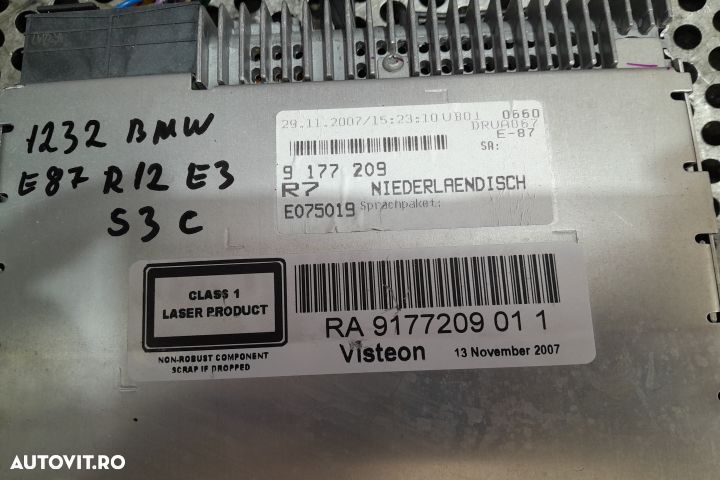 1232 BMW
E87 R12 E3
S3 C
29.11.2007/15:23:10 VB01 0660
DRVA067
E-87
SA:
9 177 209
R7 NIEDERLAENDISCH
E075019 Sprachpaket:
CLASS 1
LASER PRODUCT
NON-ROBUST COMPONENT
SCRAP IF DROPPED
RA 9177209 01 1
Visteon 13 November 2007
AUTOVIT.RO